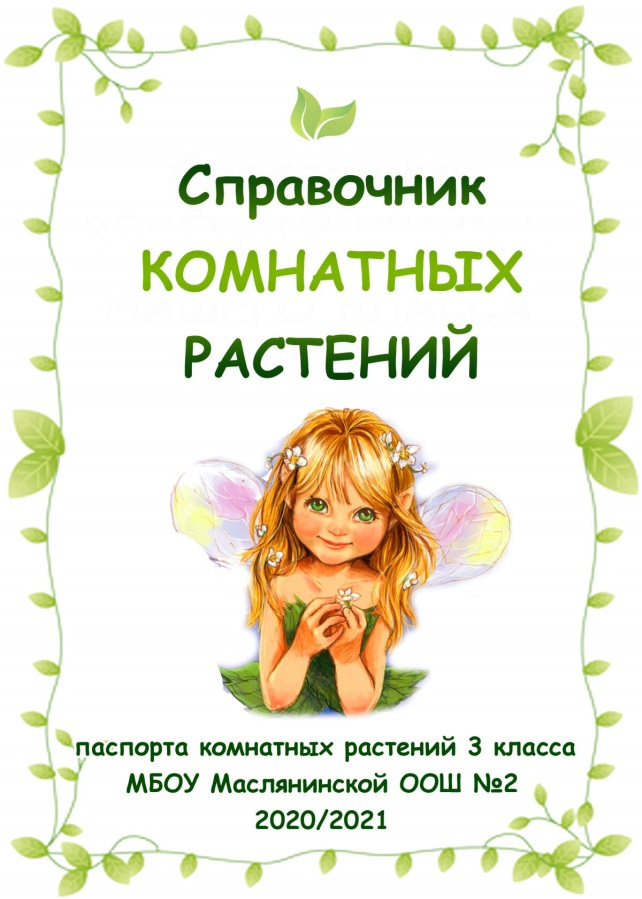 Справочник
КОМНАТНЫХ
РАСТЕНИЙ
паспорта комнатных растений 3 класса
МБОУ Маслянинской ООШ №2
2020/2021